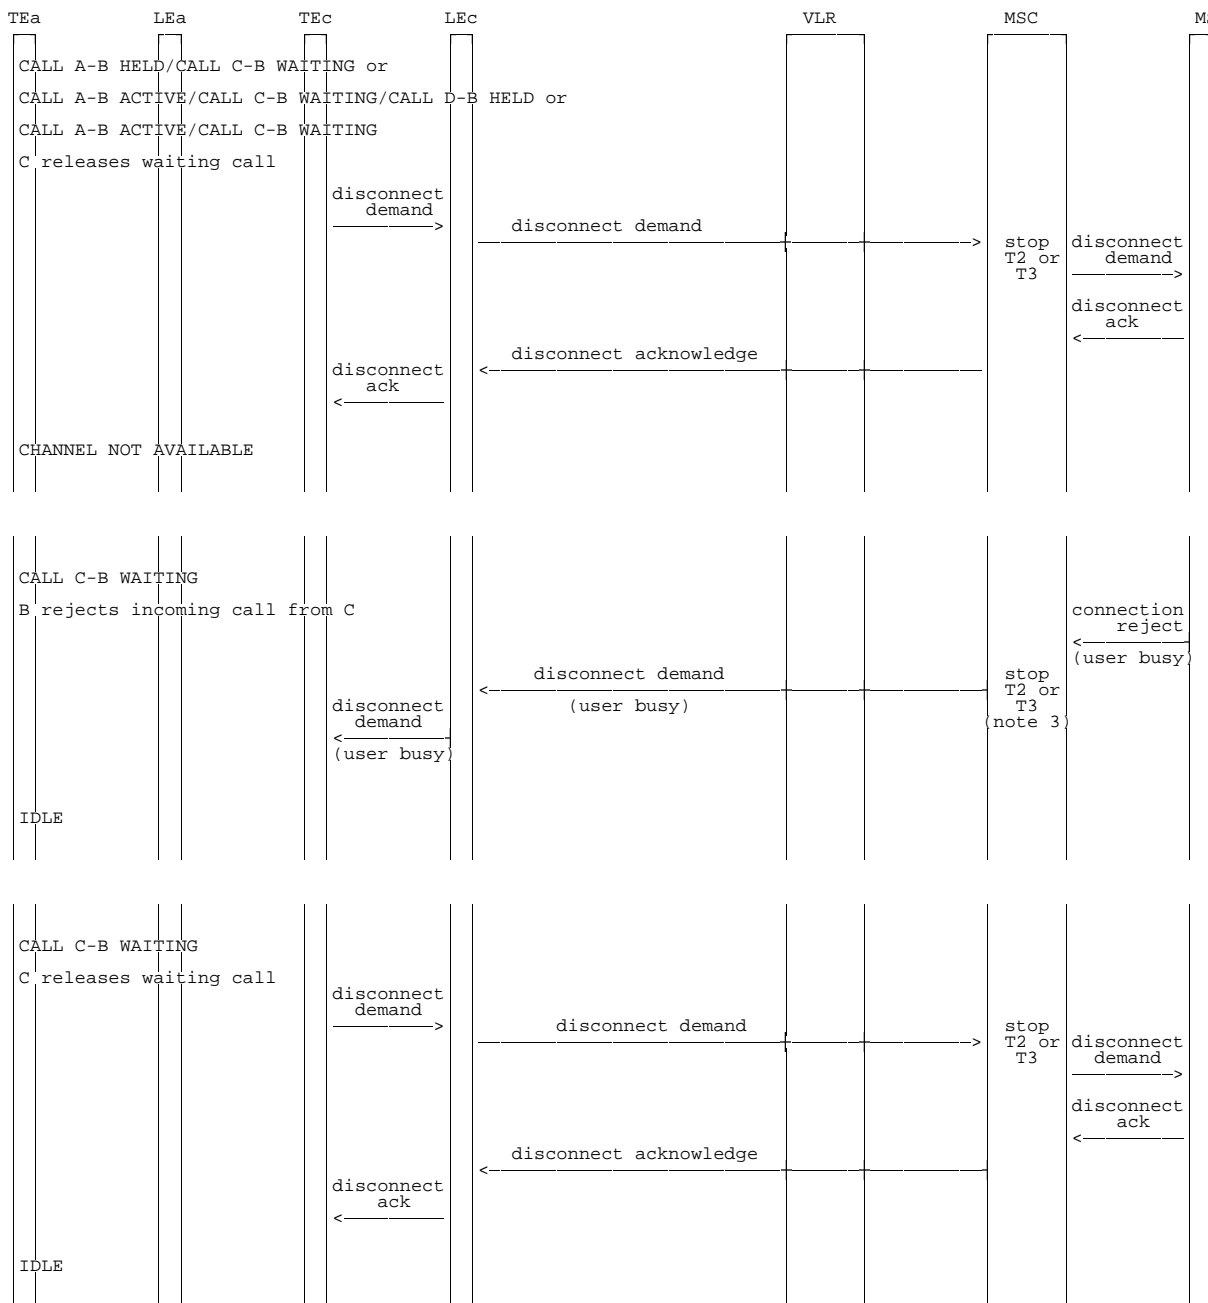 TEa LEa TEc LEc VLR MSC
CALL A-B HELD/CALL C-B WAITING or
CALL A-B ACTIVE/CALL C-B WAITING/CALL D-B HELD or
CALL A-B ACTIVE/CALL C-B WAITING
C releases waiting call
disconnect
demand
disconnect demand
stop
T2 or
T3
disconnect
demand
disconnect
ack
disconnect acknowledge
disconnect
ack
CHANNEL NOT AVAILABLE
CALL C-B WAITING
B rejects incoming call from C
connection
reject
(user busy)
disconnect demand
(user busy)
stop
T2 or
T3
(note 3)
disconnect
demand
(user busy)
IDLE
CALL C-B WAITING
C releases waiting call
disconnect
demand
disconnect demand
stop
T2 or
T3
disconnect
demand
disconnect
ack
disconnect acknowledge
disconnect
ack
IDLE